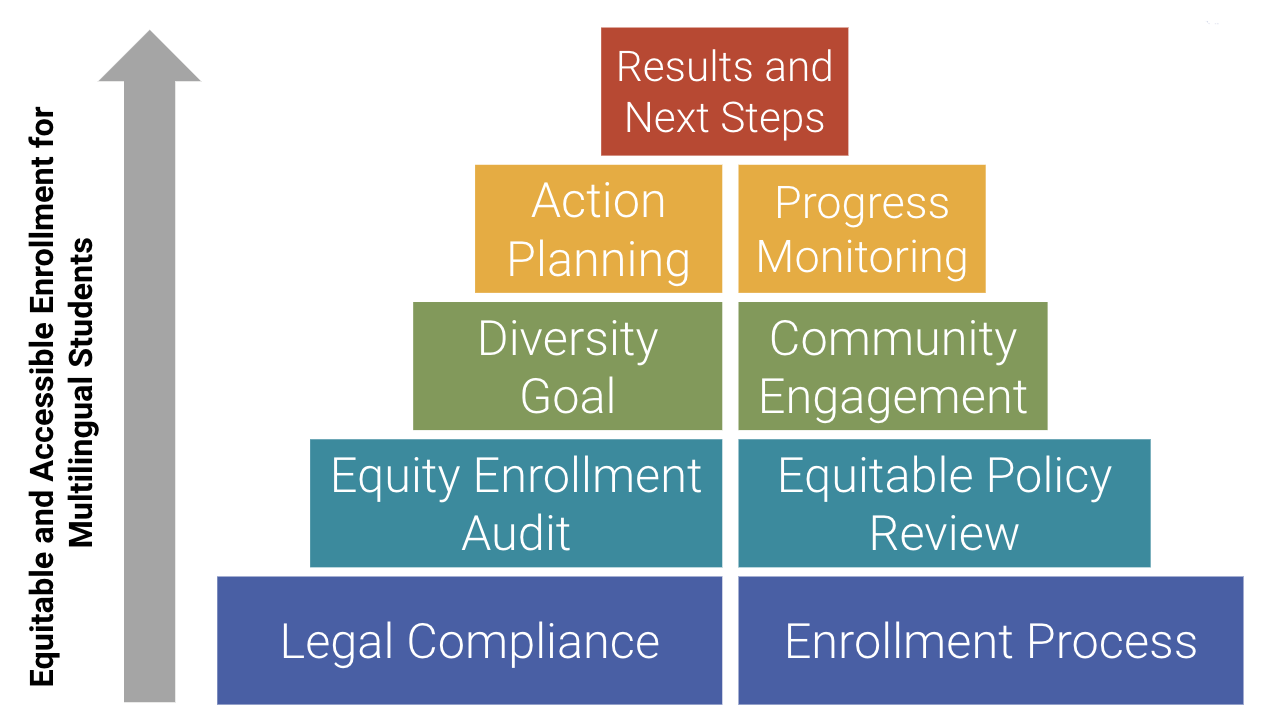 Equitable and Accessible Enrollment for
Multilingual Students
Results and
Next Steps
Action
Planning
Progress
Monitoring
Diversity
Goal
Community
Engagement
Equity Enrollment
Audit
Equitable Policy
Review
Legal Compliance
Enrollment Process